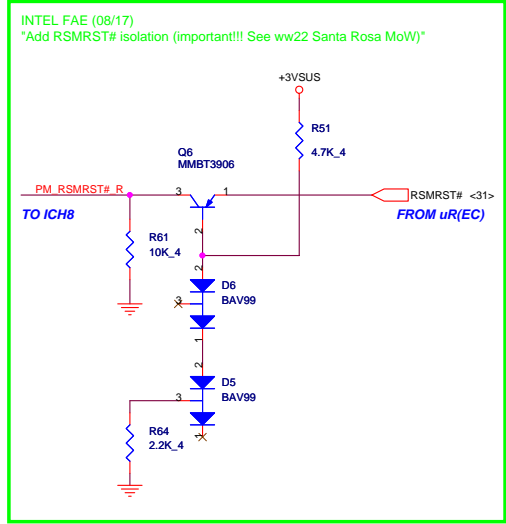 INTEL FAE (08/17)
"Add RSMRST# isolation (important!!! See ww22 Santa Rosa MoW)"
+3VSUS
R51
4.7K_4
Q6
MMBT3906
PM_RSMRST#_R
3
1
RSMRST# <31>
TO ICH8
FROM uR(EC)
2
R61
10K_4
2
D6
BAV99
3
1
2
D5
BAV99
3
R64
2.2K_4
1